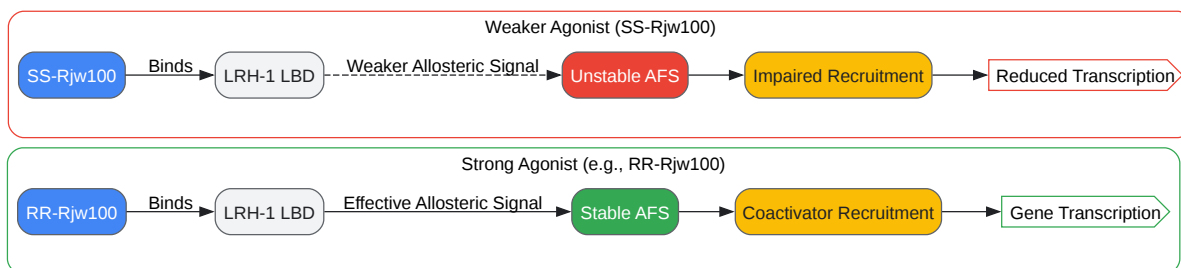 Weaker Agonist (SS-Rjw100)
SS-Rjw100
Binds
LRH-1 LBD
Weaker Allosteric Signal
Unstable AFS
Impaired Recruitment
Reduced Transcription
Strong Agonist (e.g., RR-Rjw100)
RR-Rjw100
Binds
LRH-1 LBD
Effective Allosteric Signal
Stable AFS
Coactivator Recruitment
Gene Transcription